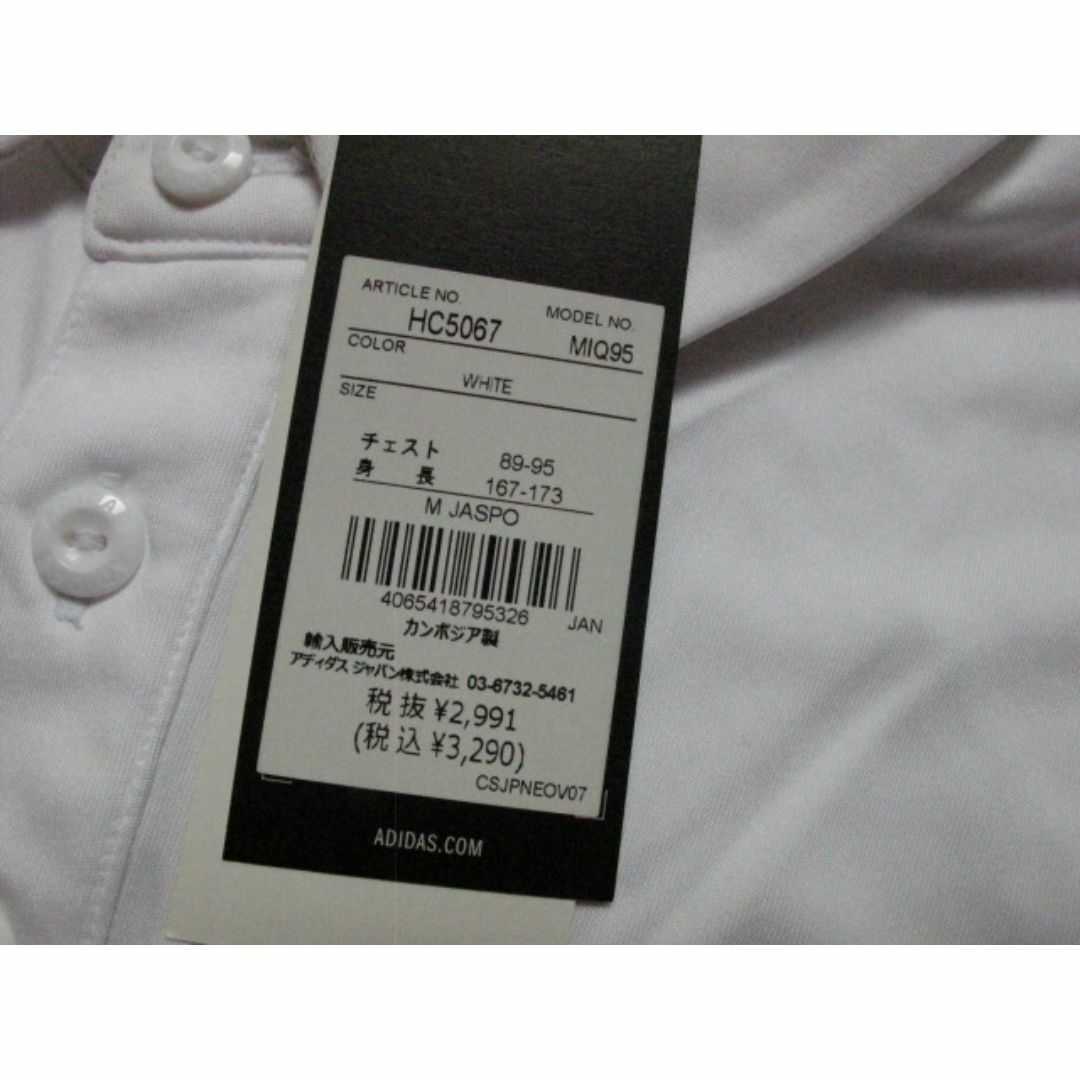 ARTICLE NO.
MODEL NO.
HC5067
MIQ95
COLOR
WHITE
SIZE
チェスト 89-95
身 長 167-173
M JASPO
4065418795326 JAN
カンボジア製
輸入販売元
アディダス ジャパン株式会社 03-6732-5461
税 抜 ¥2,991
(税 込 ¥3,290)
CSJPNEOV07
ADIDAS.COM
A